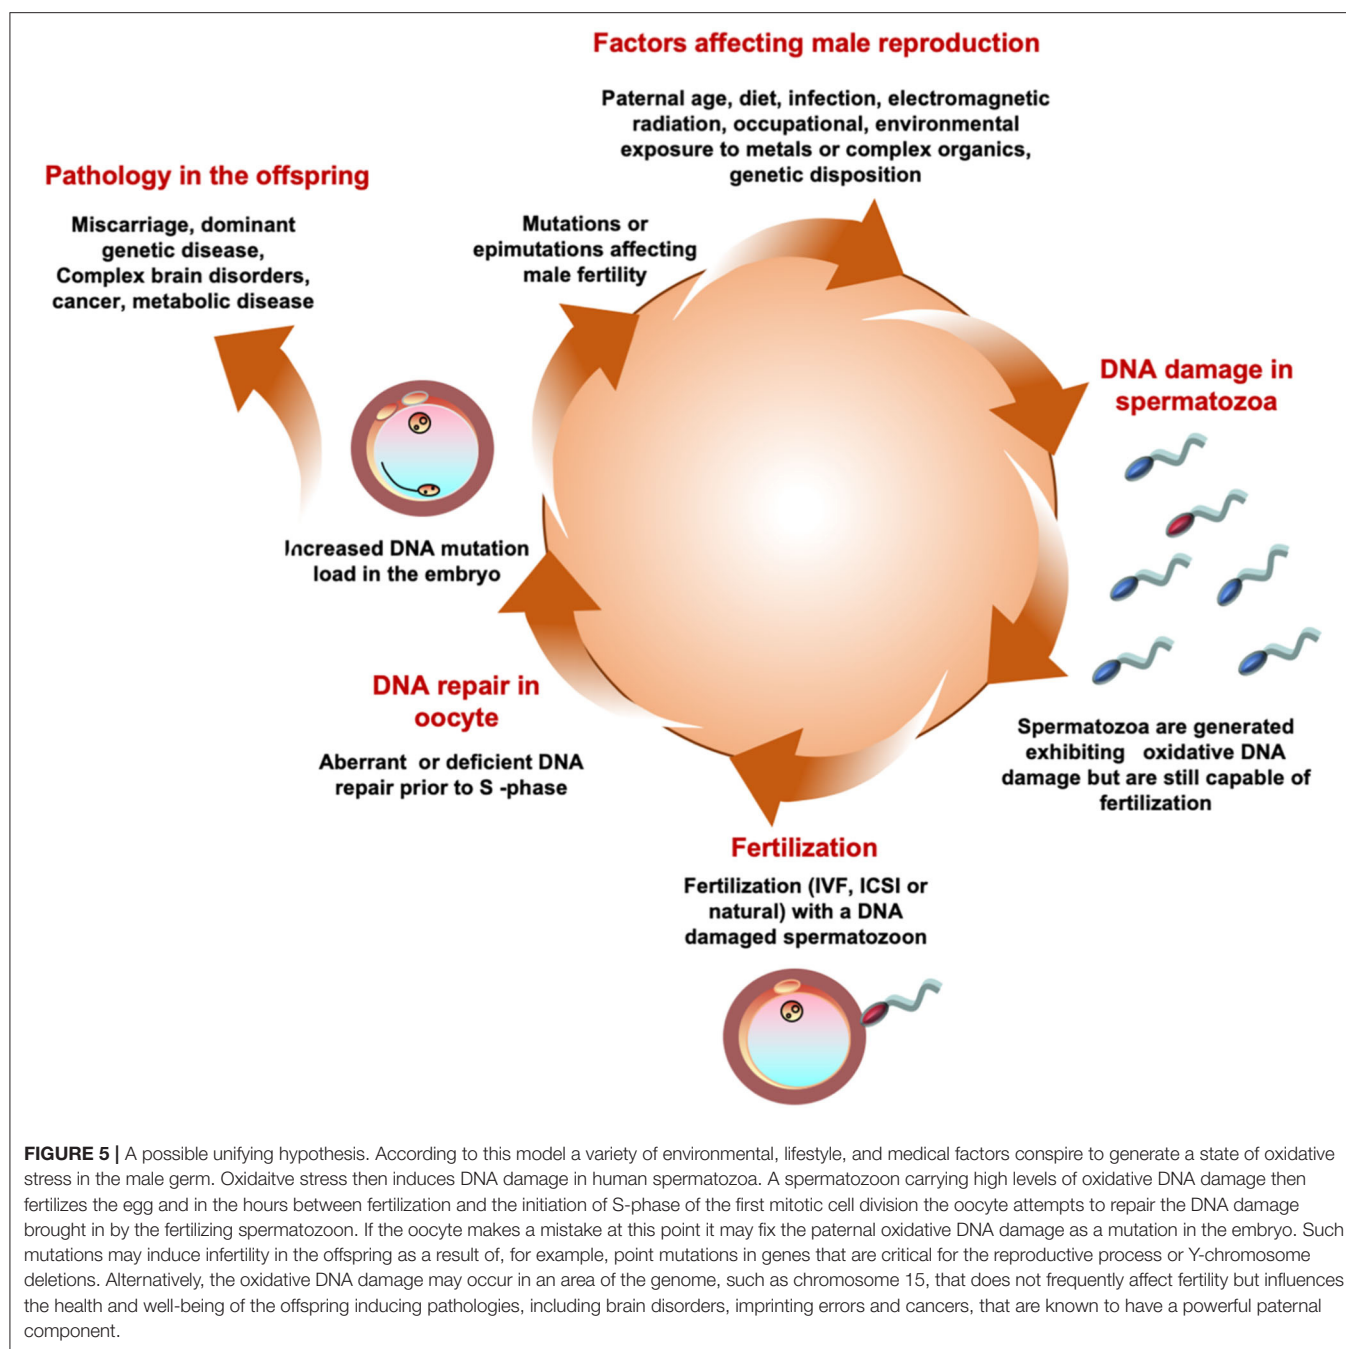 Factors affecting male reproduction
Paternal age, diet, infection, electromagnetic
radiation, occupational, environmental
exposure to metals or complex organics,
genetic disposition
Pathology in the offspring
Miscarriage, dominant
genetic disease,
Complex brain disorders,
cancer, metabolic disease
Mutations or
epimutations affecting
male fertility
DNA damage in
spermatozoa
Increased DNA mutation
load in the embryo
DNA repair in
oocyte
Aberrant or deficient DNA
repair prior to S -phase
Spermatozoa are generated
exhibiting oxidative DNA
damage but are still capable of
fertilization
Fertilization
Fertilization (IVF, ICSI or
natural) with a DNA
damaged spermatozoon
FIGURE 5 | A possible unifying hypothesis. According to this model a variety of environmental, lifestyle, and medical factors conspire to generate a state of oxidative
stress in the male germ. Oxidaitve stress then induces DNA damage in human spermatozoa. A spermatozoon carrying high levels of oxidative DNA damage then
fertilizes the egg and in the hours between fertilization and the initiation of S-phase of the first mitotic cell division the oocyte attempts to repair the DNA damage
brought in by the fertilizing spermatozoon. If the oocyte makes a mistake at this point it may fix the paternal oxidative DNA damage as a mutation in the embryo. Such
mutations may induce infertility in the offspring as a result of, for example, point mutations in genes that are critical for the reproductive process or Y-chromosome
deletions. Alternatively, the oxidative DNA damage may occur in an area of the genome, such as chromosome 15, that does not frequently affect fertility but influences
the health and well-being of the offspring inducing pathologies, including brain disorders, imprinting errors and cancers, that are known to have a powerful paternal
component.